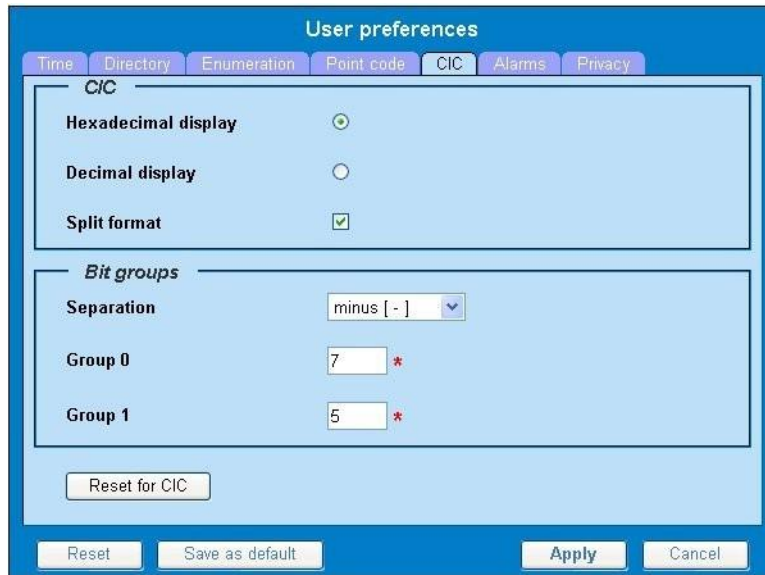 User preferences
Time Directory Enumeration Point code CIC Alarms Privacy
CIC
Hexadecimal display
Decimal display
Split format
Bit groups
Separation minus [ - ]
Group 0 7 *
Group 1 5 *
Reset for CIC
Reset Save as default Apply Cancel